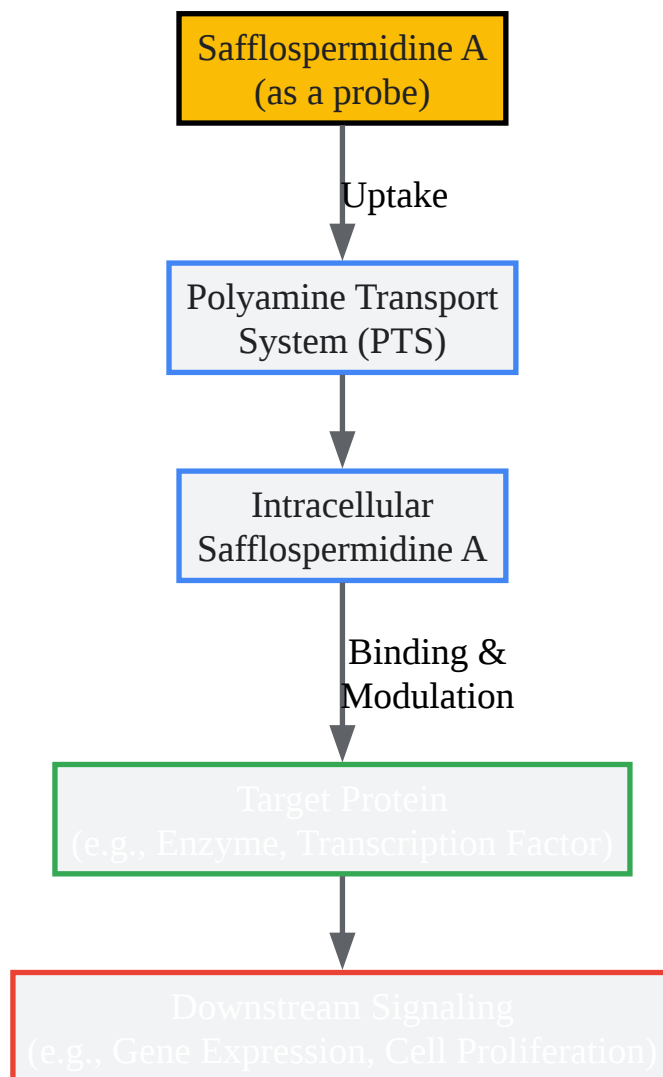 Safflospermidine A
(as a probe)
Uptake
Polyamine Transport
System (PTS)
Intracellular
Safflospermidine A
Binding &
Modulation
Target Protein
(e.g., Enzyme, Transcription Factor)
Downstream Signaling
(e.g., Gene Expression, Cell Proliferation)